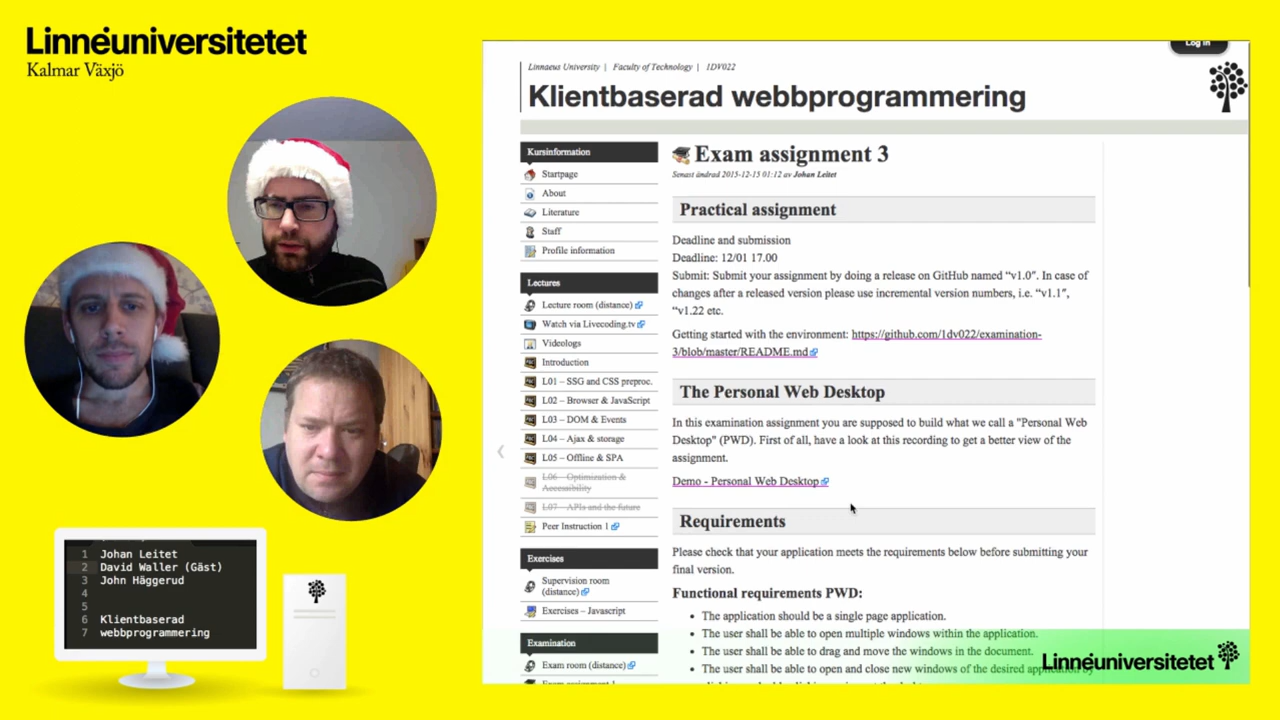 Linnéuniversitetet
Kalmar Växjö
1 Johan Leitet
2 David Waller (Gäst)
3 John Häggerud
4
5
6 Klientbaserad
7 webbprogrammering
Log in
Linnaeus University | Faculty of Technology | 1DV022
Klientbaserad webbprogrammering
Kursinformation
Startpage
About
Literature
Staff
Profile information
Lectures
Lecture room (distance)
Watch via Livecoding.tv
Videologs
Introduction
L01 – SSG and CSS preproc.
L02 – Browser & JavaScript
L03 – DOM & Events
L04 – Ajax & storage
L05 – Offline & SPA
L06 – Optimization &
Accessibility
L07 – APIs and the future
Peer Instruction 1
Exercises
Supervision room
(distance)
Exercises – Javascript
Examination
Exam room (distance)
Exam assignment 3
Senast ändrad 2015-12-15 01:12 av Johan Leitet
Practical assignment
Deadline and submission
Deadline: 12/01 17.00
Submit: Submit your assignment by doing a release on GitHub named “v1.0”. In case of
changes after a released version please use incremental version numbers, i.e. “v1.1”,
“v1.22 etc.
Getting started with the environment: https://github.com/1dv022/examination-
3/blob/master/README.md
The Personal Web Desktop
In this examination assignment you are supposed to build what we call a "Personal Web
Desktop" (PWD). First of all, have a look at this recording to get a better view of the
assignment.
Demo - Personal Web Desktop
Requirements
Please check that your application meets the requirements below before submitting your
final version.
Functional requirements PWD:
• The application should be a single page application.
• The user shall be able to open multiple windows within the application.
• The user shall be able to drag and move the windows in the document.
• The user shall be able to open and close new windows of the desired application by
Linnéuniversitetet